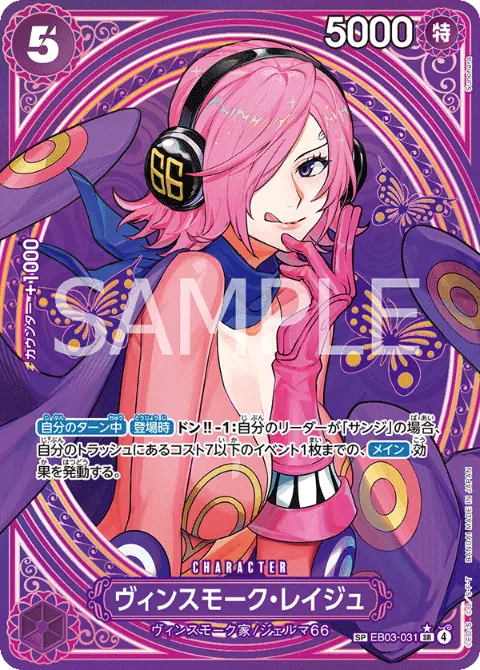 5
5000
特
Sunohara
66
カウンター+1000
SAMPLE
自分のターン中 登場時 ドン!!-1:自分のリーダーが「サンジ」の場合、
自分のトラッシュにあるコスト7以下のイベント1枚までの、メイン 効
果を発動する。
CHARACTER
ヴィンスモーク・レイジュ
ヴィンスモーク家/ジェルマ66
SP EB03-031 SR 4
BANDAI MADE IN JAPAN